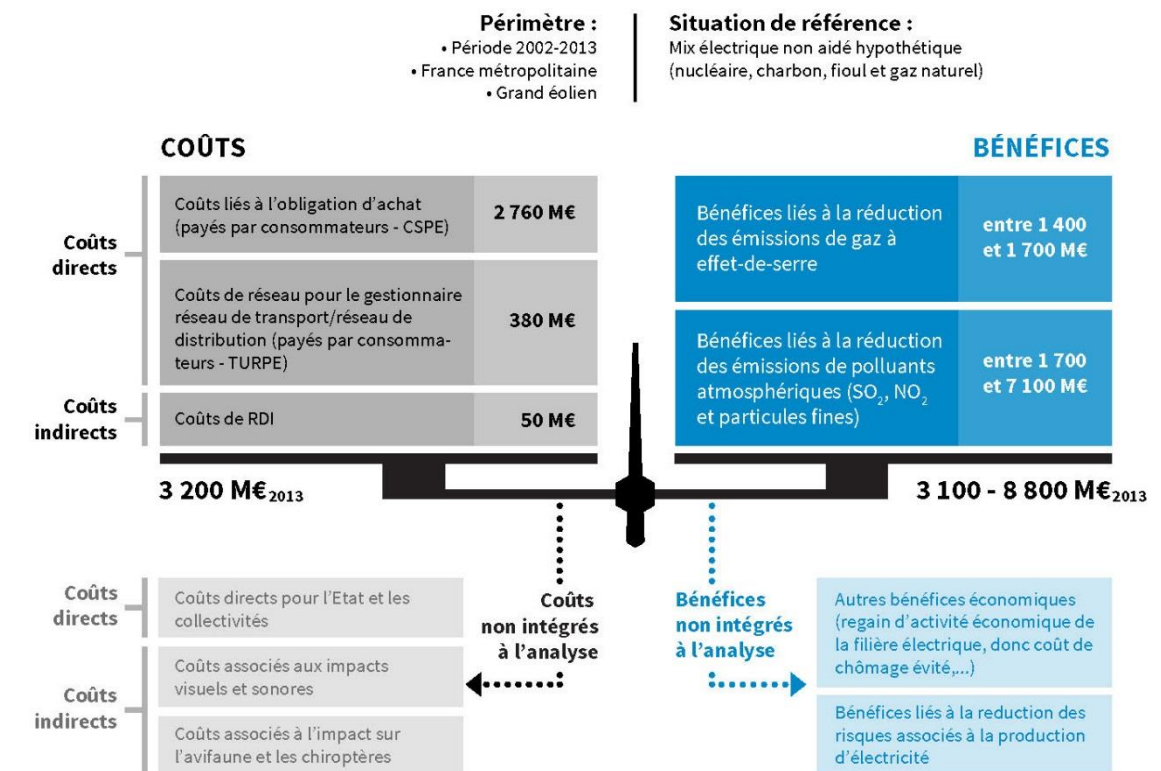 Périmètre :
• Période 2002-2013
• France métropolitaine
• Grand éolien
Situation de référence :
Mix électrique non aidé hypothétique
(nucléaire, charbon, fioul et gaz naturel)
COÛTS
Coûts
directs
Coûts liés à l'obligation d'achat
(payés par consommateurs - CSPE)
2 760 M€
Coûts de réseau pour le gestionnaire
réseau de transport/réseau de
distribution (payés par consomma-
teurs - TURPE)
380 M€
Coûts
indirects
Coûts de RDI
50 M€
3 200 M€2013
BÉNÉFICES
Bénéfices liés à la réduction
des émissions de gaz à
effet-de-serre
entre 1 400
et 1 700 M€
Bénéfices liés à la réduction
des émissions de polluants
atmosphériques (SO2, NO2
et particules fines)
entre 1 700
et 7 100 M€
3 100 - 8 800 M€2013
Coûts
directs
Coûts directs pour l'Etat et les
collectivités
Coûts
indirects
Coûts associés aux impacts
visuels et sonores
Coûts associés à l'impact sur
l'avifaune et les chiroptères
Coûts
non intégrés
à l'analyse
Bénéfices
non intégrés
à l'analyse
Autres bénéfices économiques
(regain d'activité économique de
la filière électrique, donc coût de
chômage évité,...)
Bénéfices liés à la reduction des
risques associés à la production
d'électricité